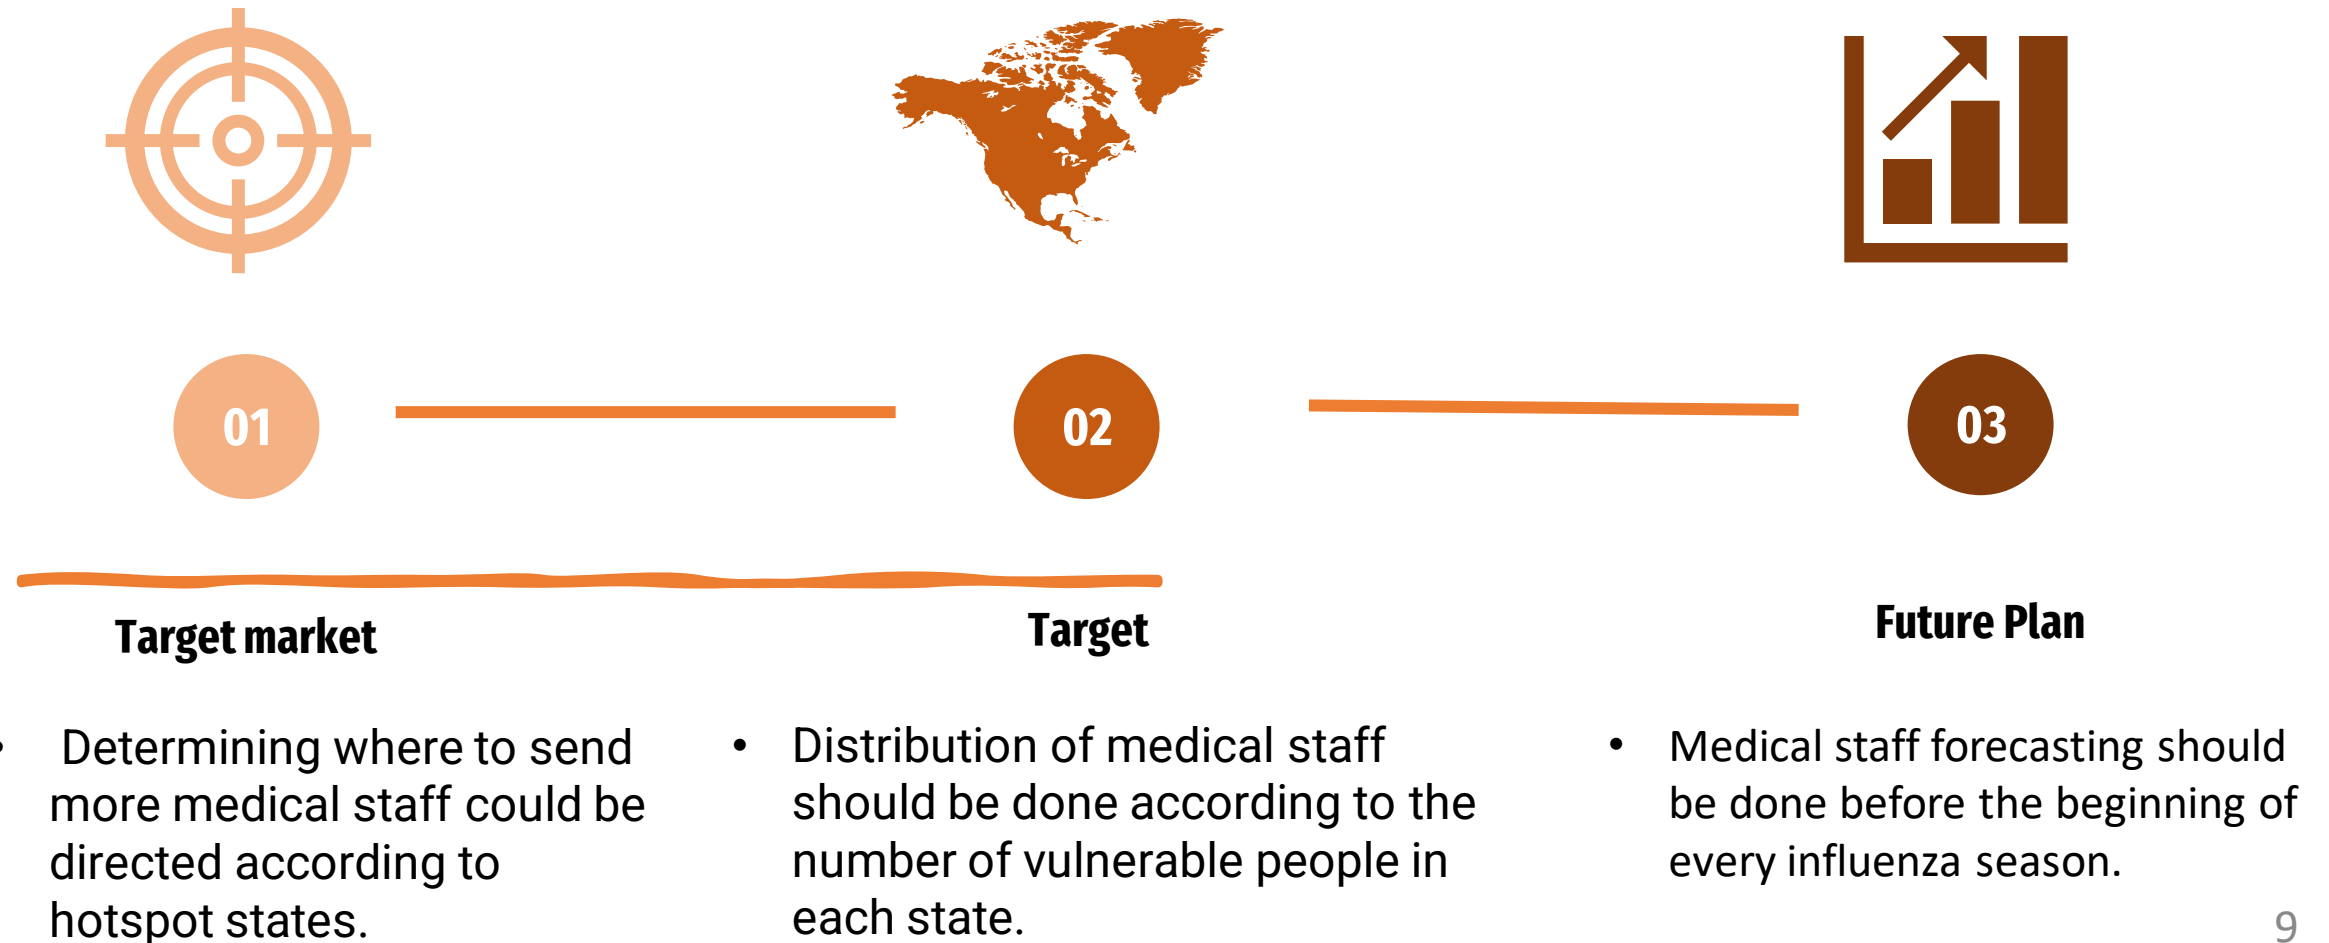 01
02
03
Target market
Target
Future Plan
• Determining where to send
more medical staff could be
directed according to
hotspot states.
• Distribution of medical staff
should be done according to the
number of vulnerable people in
each state.
• Medical staff forecasting should
be done before the beginning of
every influenza season.
9